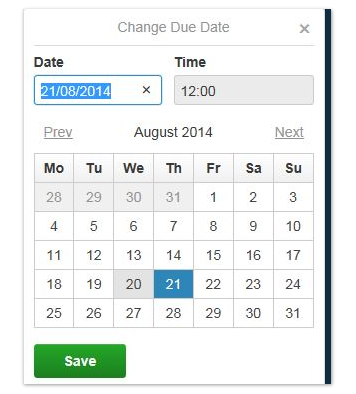 Change Due Date ×
Date Time
21/08/2014 × 12:00
Prev August 2014 Next
Mo Tu We Th Fr Sa Su
28 29 30 31 1 2 3
4 5 6 7 8 9 10
11 12 13 14 15 16 17
18 19 20 21 22 23 24
25 26 27 28 29 30 31
Save